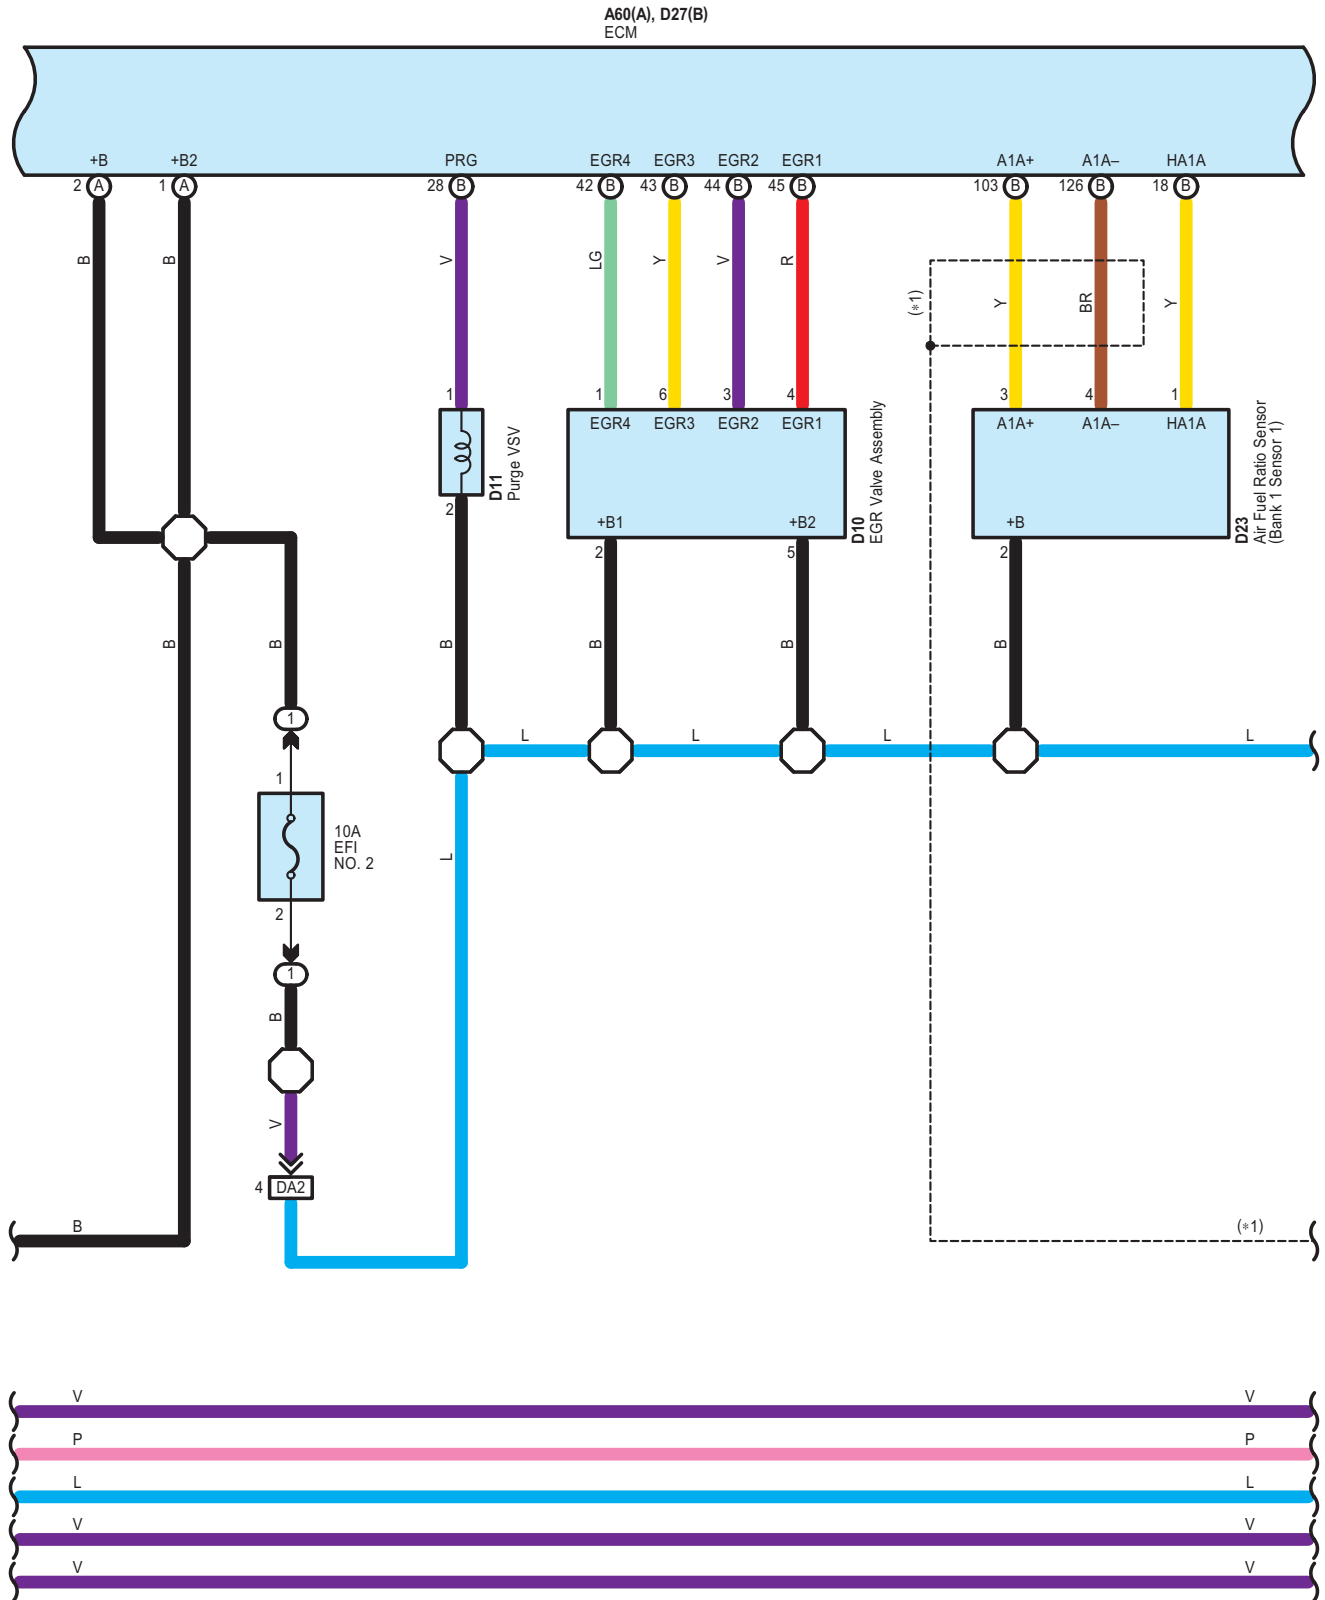 A60(A), D27(B)
ECM
+B +B2 PRG EGR4 EGR3 EGR2 EGR1 A1A+ A1A– HA1A
2 A 1 A 28 B 42 B 43 B 44 B 45 B 103 B 126 B 18 B
B B V LG Y V R
(∗1) Y BR Y
1 1 6 3 4 3 4 1
EGR4 EGR3 EGR2 EGR1 A1A+ A1A– HA1A
D11
Purge VSV
D10
EGR Valve Assembly
D23
Air Fuel Ratio Sensor
(Bank 1 Sensor 1)
+B1 +B2 +B
2 2 5 2
B B B B B B
1
L L L L
1
10A
EFI
NO. 2
L
2
1
B
V
4 DA2
B (∗1)
V V
P P
L L
V V
V V